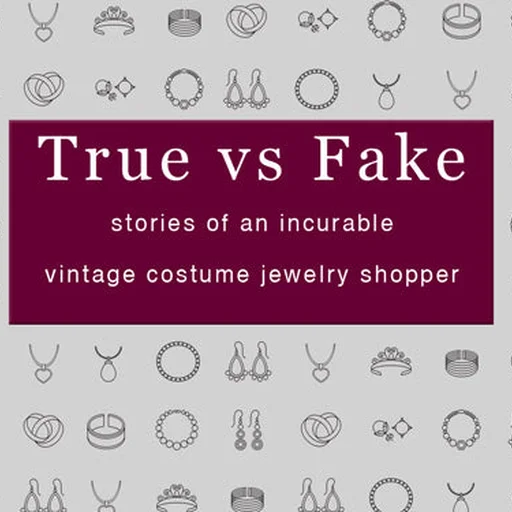 True vs Fake
stories of an incurable
vintage costume jewelry shopper